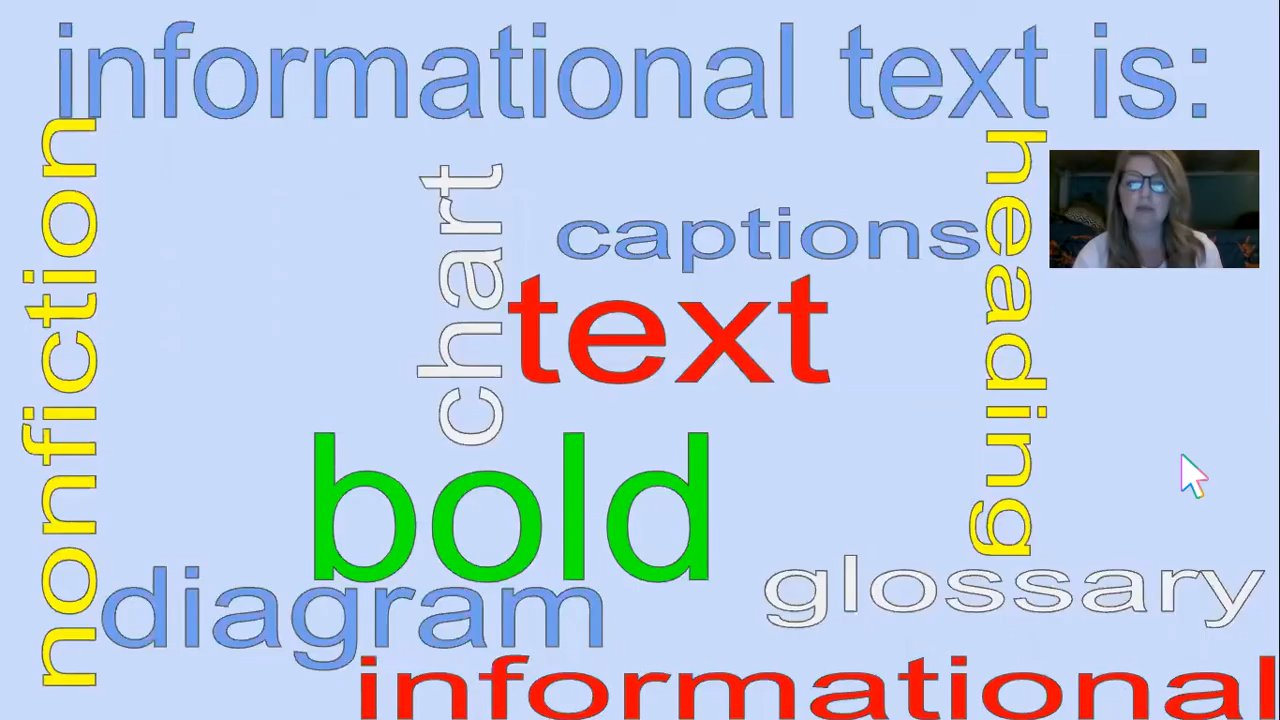 informational text is:
nonfiction
chart
captions
heading
text
bold
diagram
glossary
informational